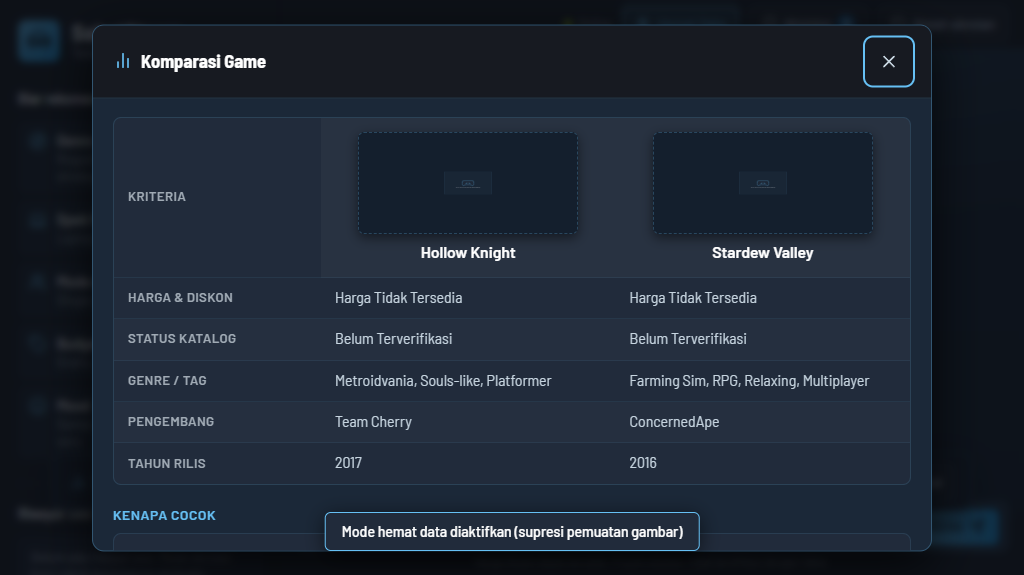 Komparasi Game
KRITERIA
Hollow Knight
Stardew Valley
HARGA & DISKON
Harga Tidak Tersedia
Harga Tidak Tersedia
STATUS KATALOG
Belum Terverifikasi
Belum Terverifikasi
GENRE / TAG
Metroidvania, Souls-like, Platformer
Farming Sim, RPG, Relaxing, Multiplayer
PENGEMBANG
Team Cherry
ConcernedApe
TAHUN RILIS
2017
2016
KENAPA COCOK
Mode hemat data diaktifkan (supresi pemuatan gambar)